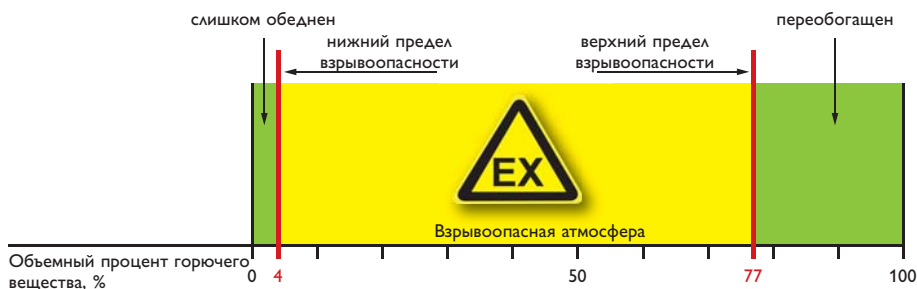 слишком обеднен
переобогащен
нижний предел
взрывоопасности
верхний предел
взрывоопасности
EX
Взрывоопасная атмосфера
Объемный процент горючего
вещества, %
0 4 50 77 100